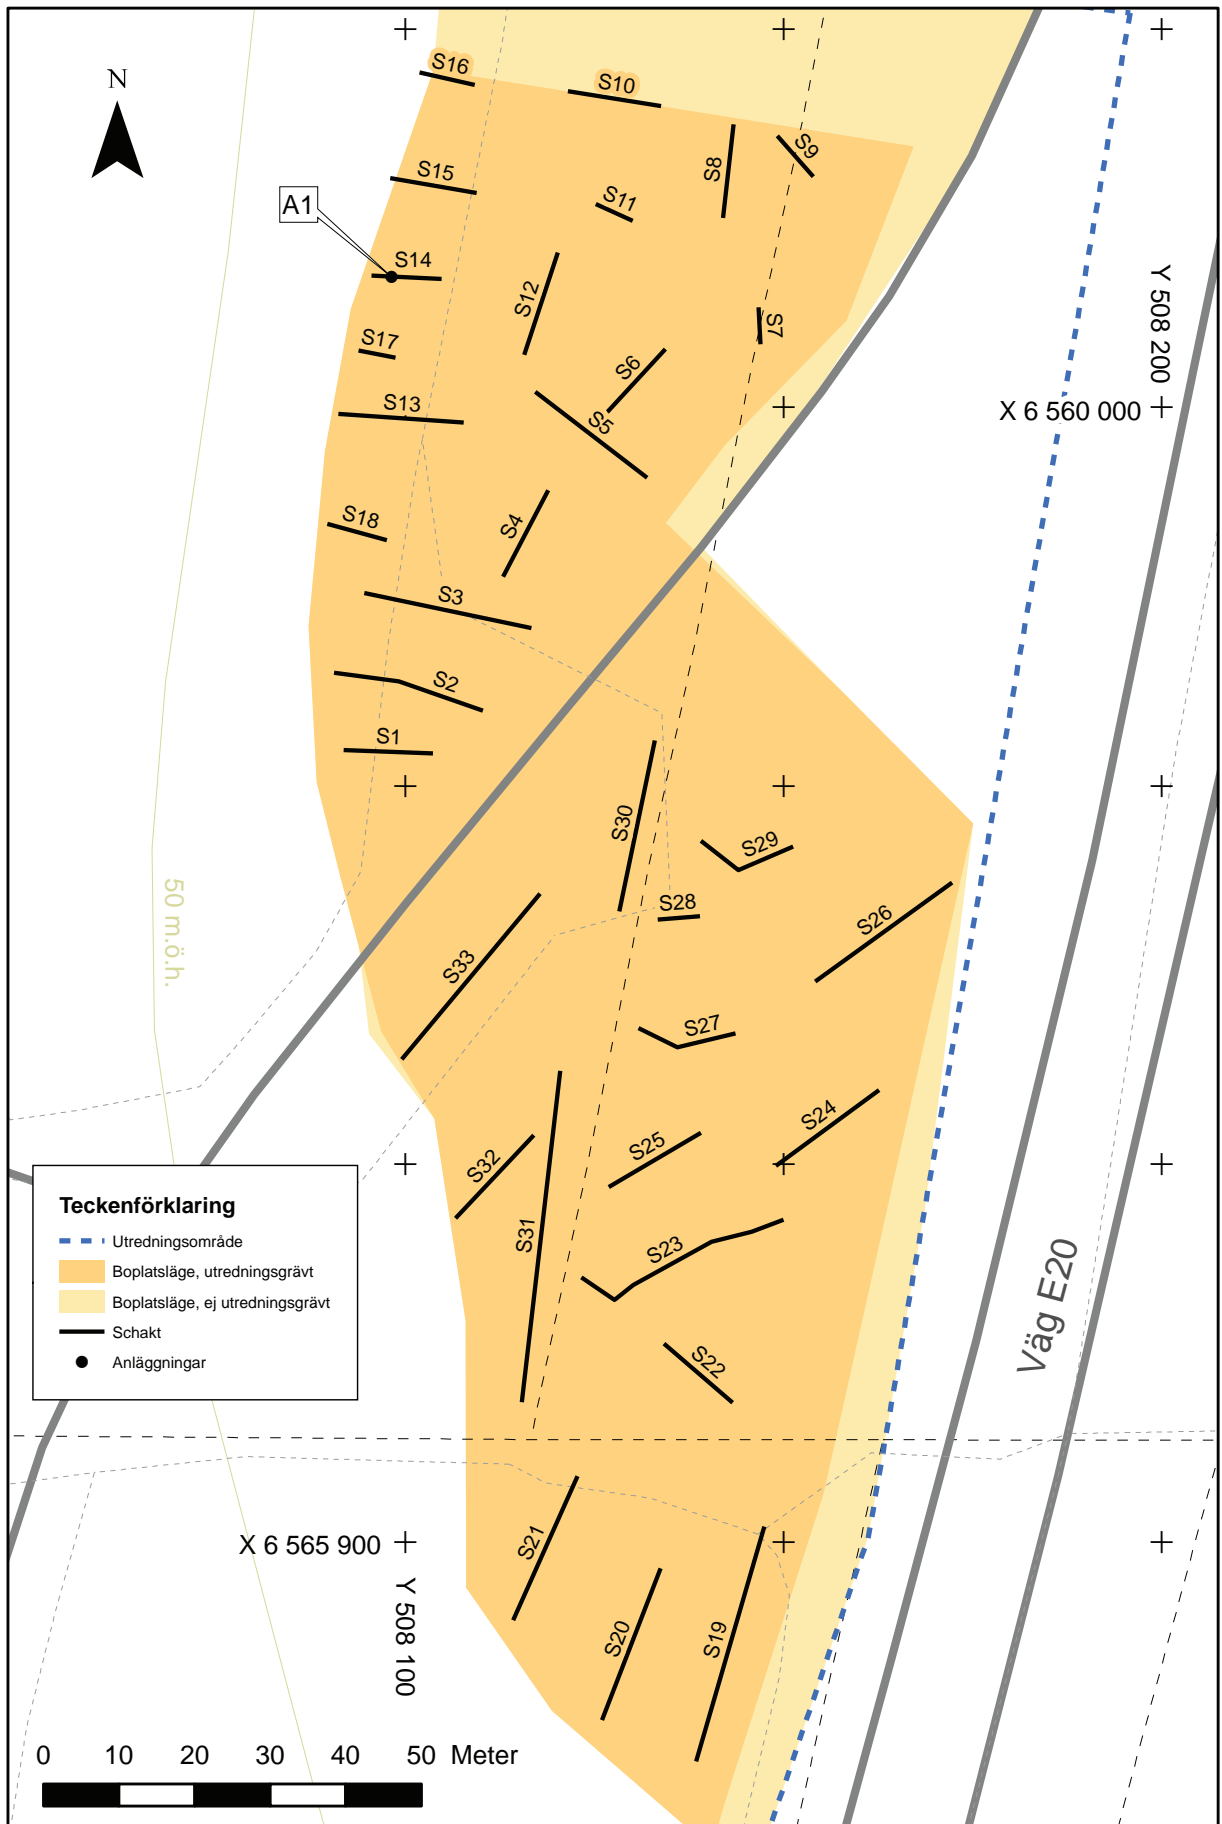 S16
N
S10
S9
S8
S15
S11
A1
S14
Y 508 200
S12
S7
S17
S6
X 6 560 000
S13
S5
S18
S4
S3
S2
S1
S30
S29
50 m.ö.h.
S28
S26
S33
S27
S24
S25
S32
Teckenförklaring
S31
Utredningsområde
S23
Boplatsläge, utredningsgrävt
Boplatsläge, ej utredningsgrävt
Väg E20
Schakt
Anläggningar
S22
S21
X 6 565 900
Y 508 100
S20
S19
0 10 20 30 40 50 Meter